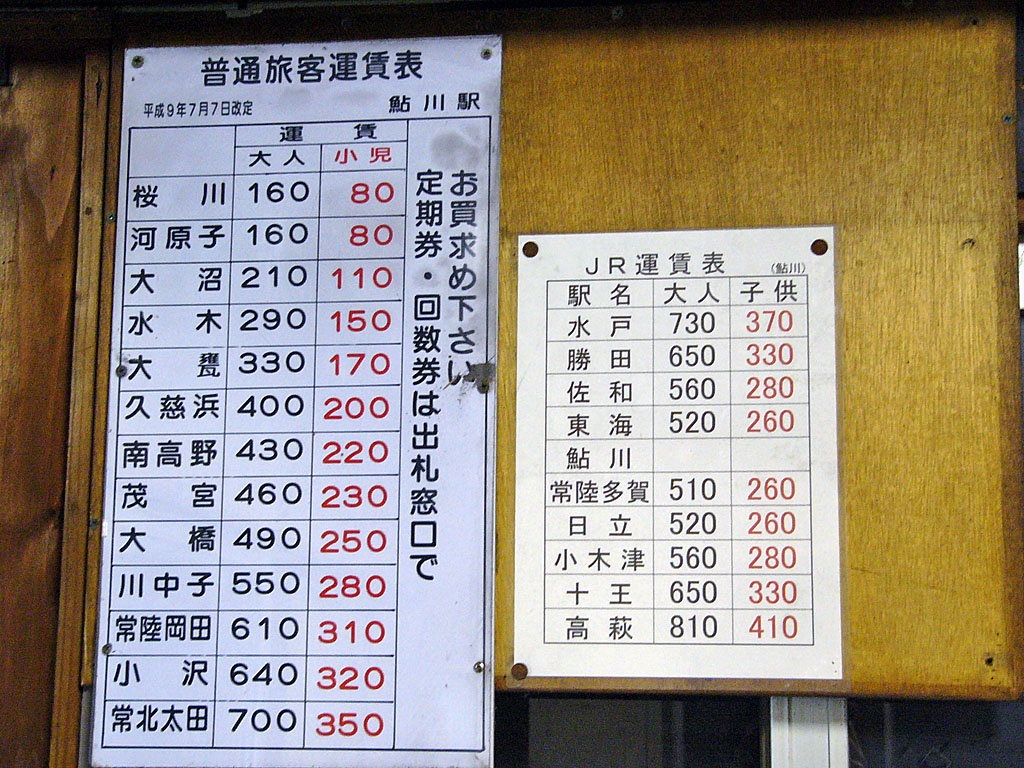 普通旅客運賃表
平成9年7月7日改定 鮎川駅
運賃
大人 小児
桜川 160 80
河原子 160 80
大沼 210 110
水木 290 150
大甕 330 170
久慈浜 400 200
南高野 430 220
茂宮 460 230
大橋 490 250
川中子 550 280
常陸岡田 610 310
小沢 640 320
常北太田 700 350
定期券・回数券は出札窓口で
お買求め下さい
JR運賃表 (鮎川)
駅名 大人 子供
水戸 730 370
勝田 650 330
佐和 560 280
東海 520 260
鮎川
常陸多賀 510 260
日立 520 260
小木津 560 280
十王 650 330
高萩 810 410